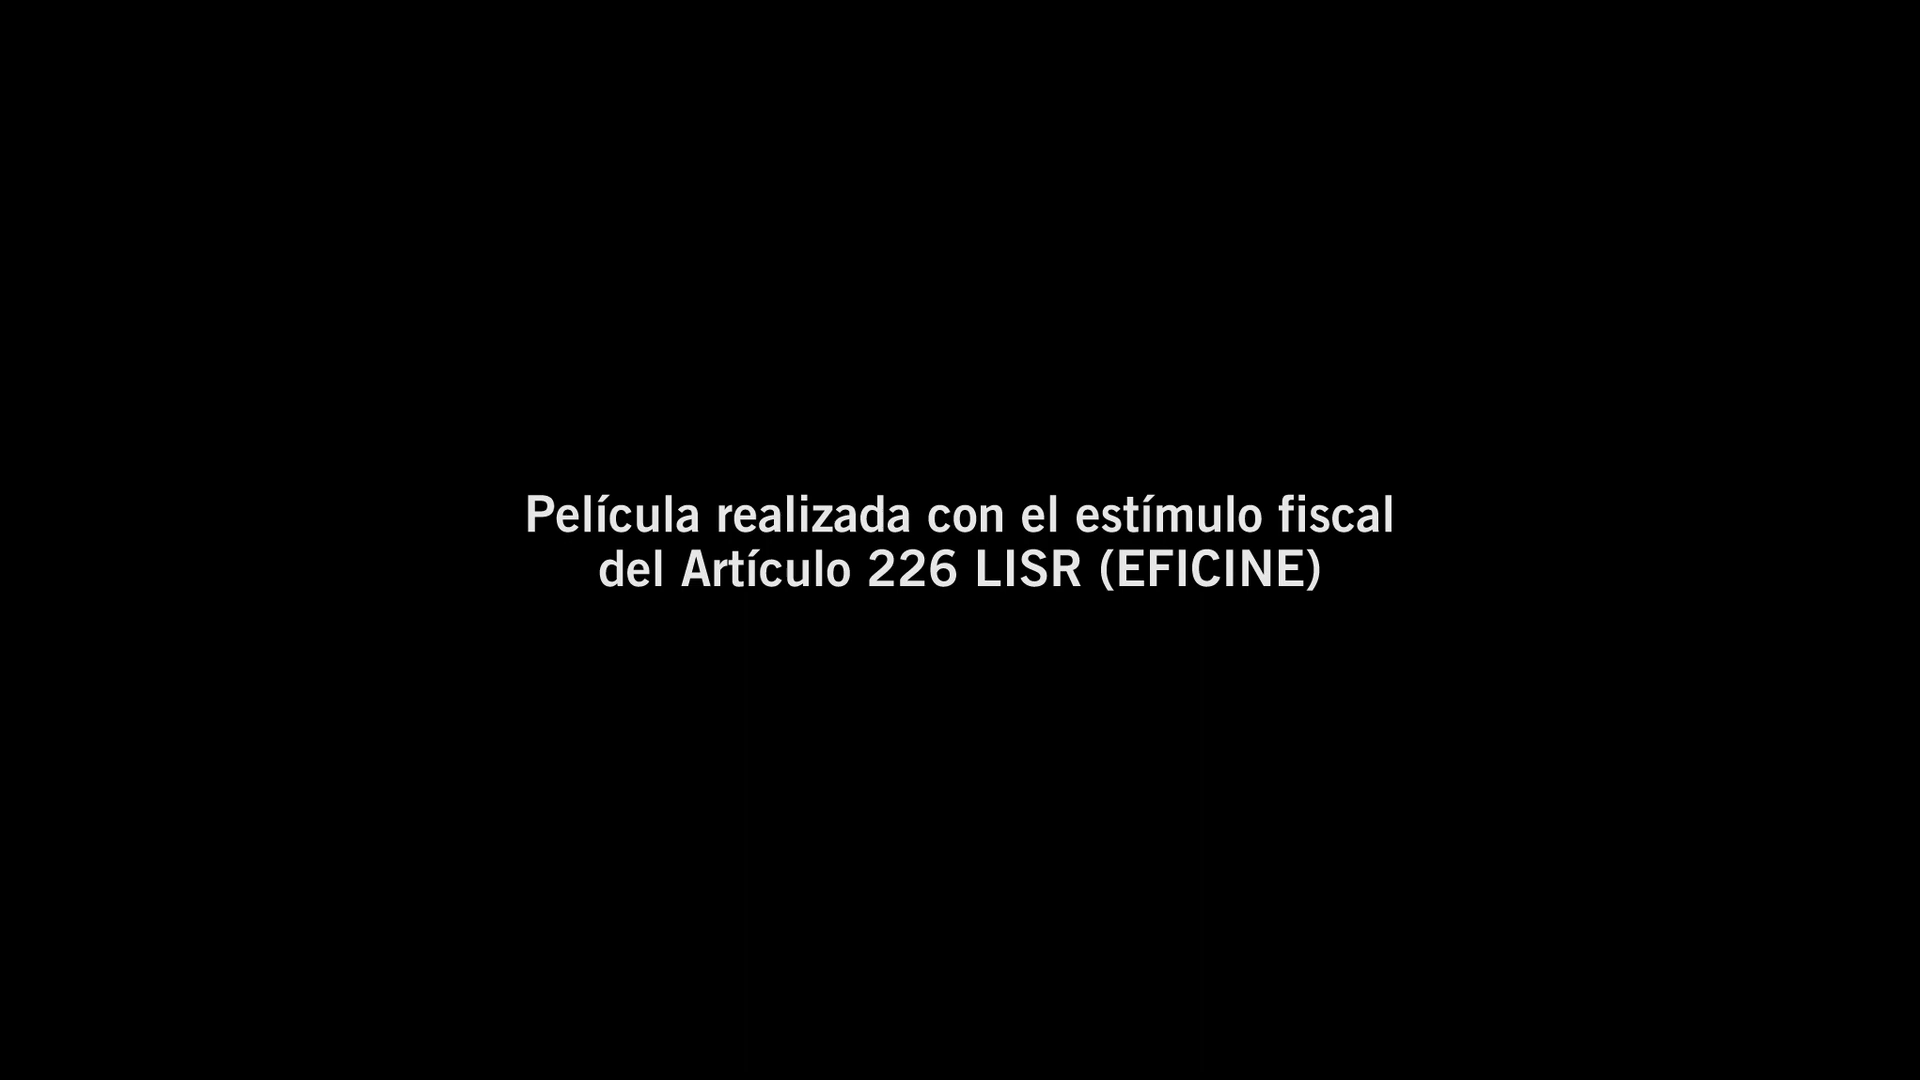 Película realizada con el estímulo fiscal
del Artículo 226 LISR (EFICINE)